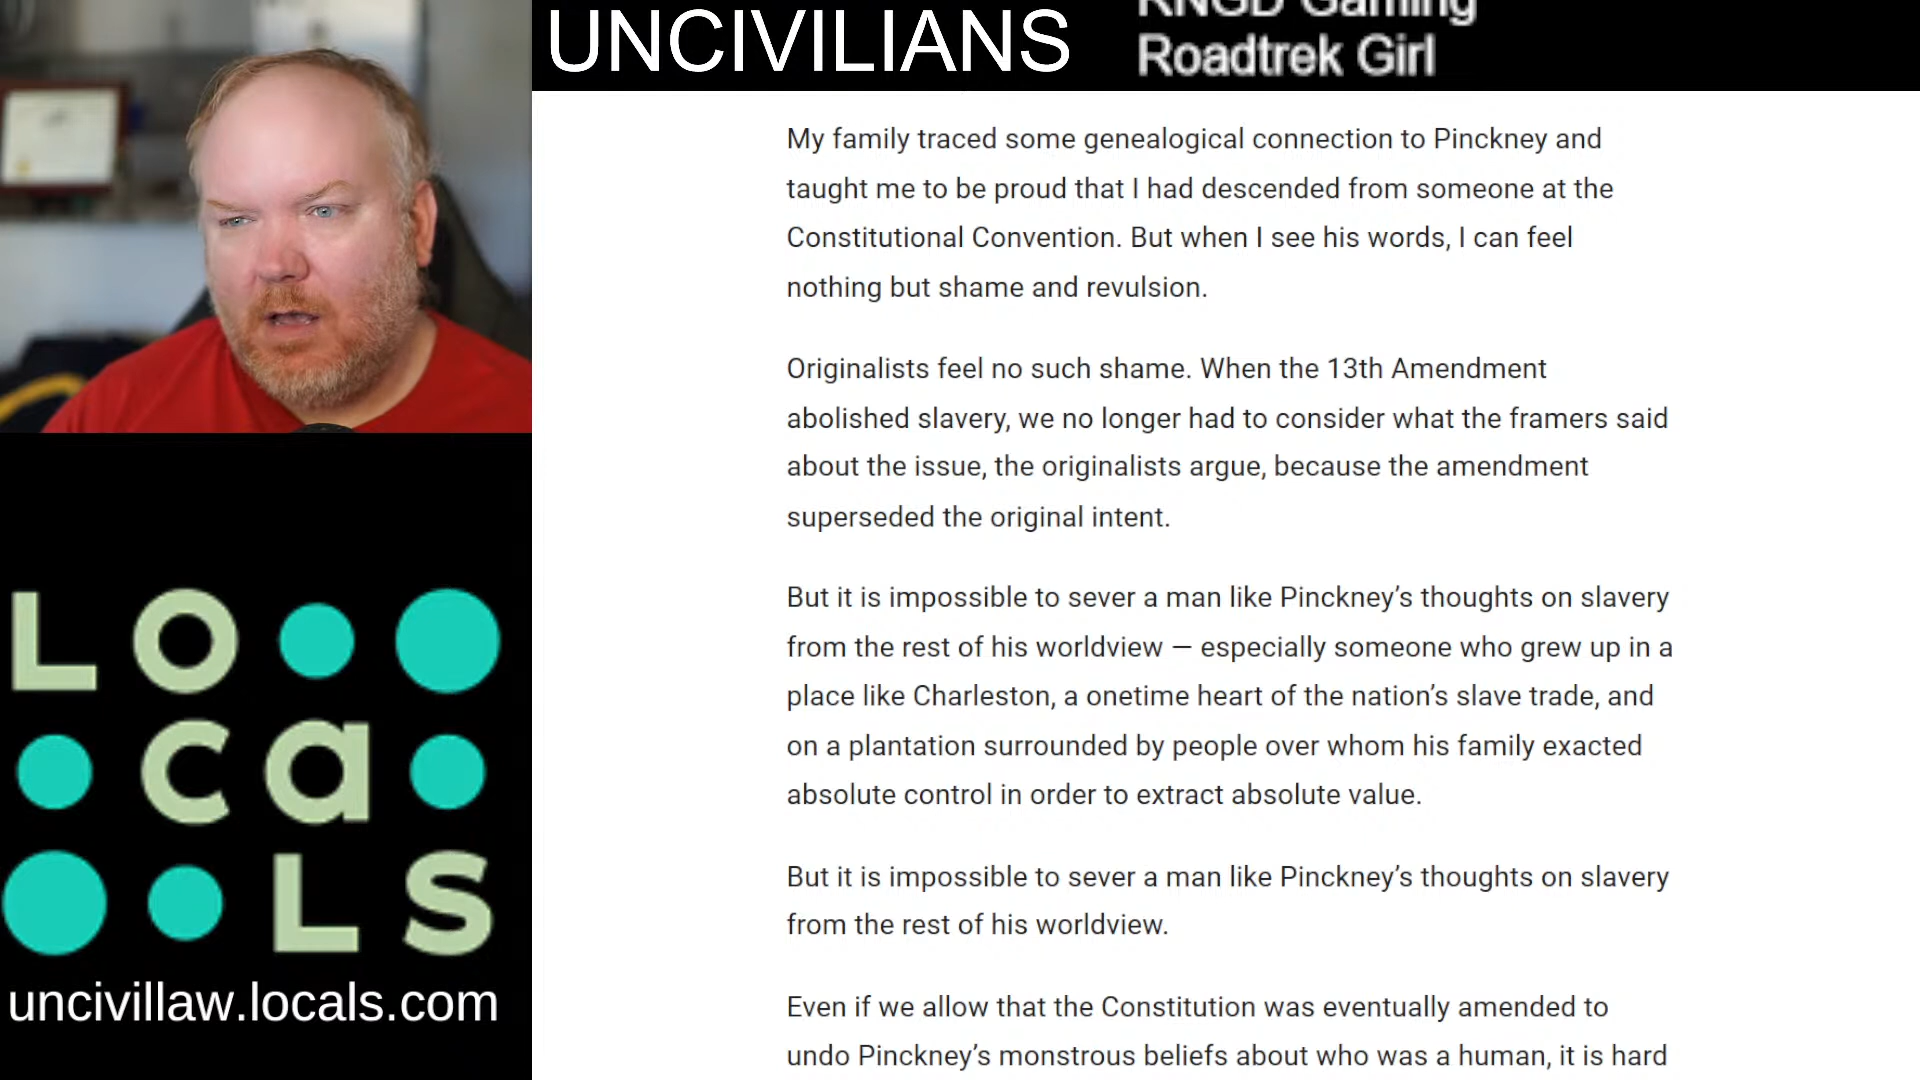 UNCIVILIANS
RNGD Gaming
Roadtrek Girl
My family traced some genealogical connection to Pinckney and
taught me to be proud that I had descended from someone at the
Constitutional Convention. But when I see his words, I can feel
nothing but shame and revulsion.
Originalists feel no such shame. When the 13th Amendment
abolished slavery, we no longer had to consider what the framers said
about the issue, the originalists argue, because the amendment
superseded the original intent.
But it is impossible to sever a man like Pinckney’s thoughts on slavery
from the rest of his worldview — especially someone who grew up in a
place like Charleston, a onetime heart of the nation’s slave trade, and
on a plantation surrounded by people over whom his family exacted
absolute control in order to extract absolute value.
But it is impossible to sever a man like Pinckney’s thoughts on slavery
from the rest of his worldview.
Even if we allow that the Constitution was eventually amended to
undo Pinckney’s monstrous beliefs about who was a human, it is hard
LO
ca
LS
uncivillaw.locals.com